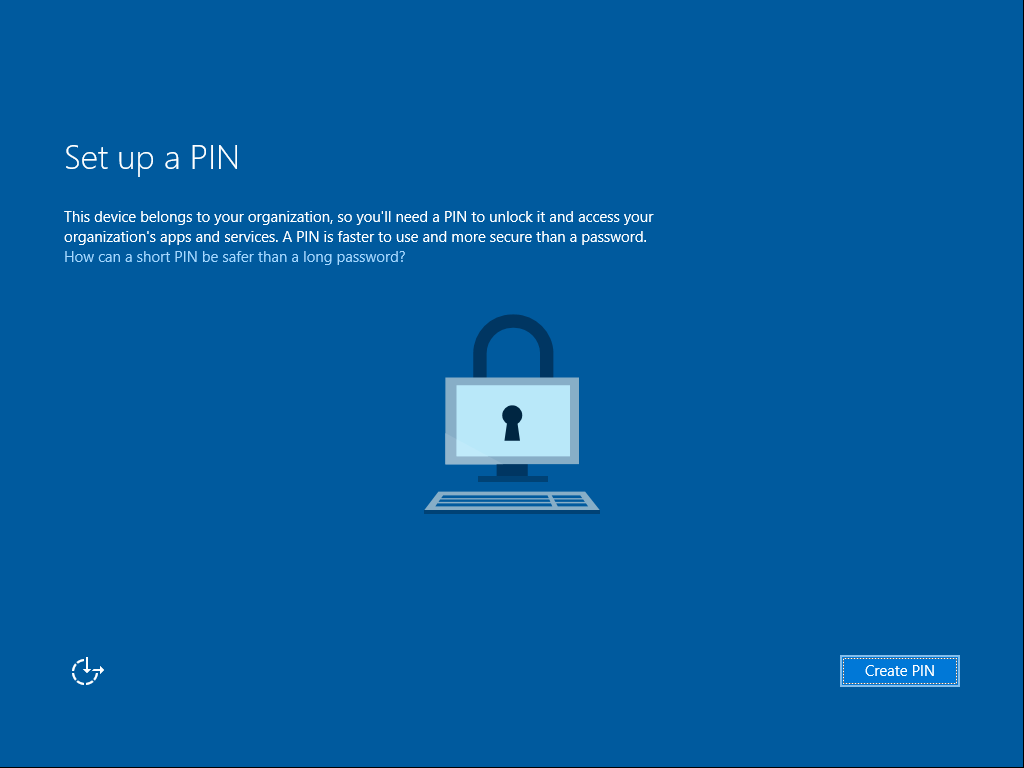 Set up a PIN
This device belongs to your organization, so you'll need a PIN to unlock it and access your
organization's apps and services. A PIN is faster to use and more secure than a password.
How can a short PIN be safer than a long password?
Create PIN